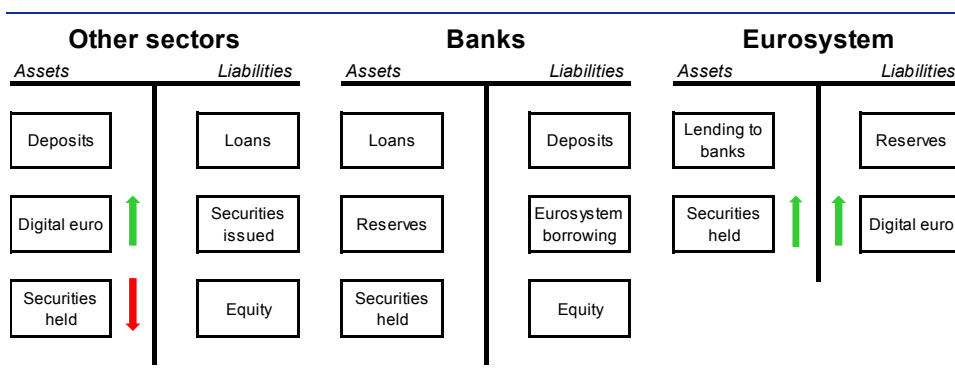 Other sectors
Banks
Eurosystem
Assets
Liabilities
Assets
Liabilities
Assets
Liabilities
Deposits
Loans
Loans
Deposits
Lending to
banks
Reserves
Digital euro
Securities
issued
Reserves
Eurosystem
borrowing
Securities
held
Digital euro
Securities
held
Equity
Securities
held
Equity